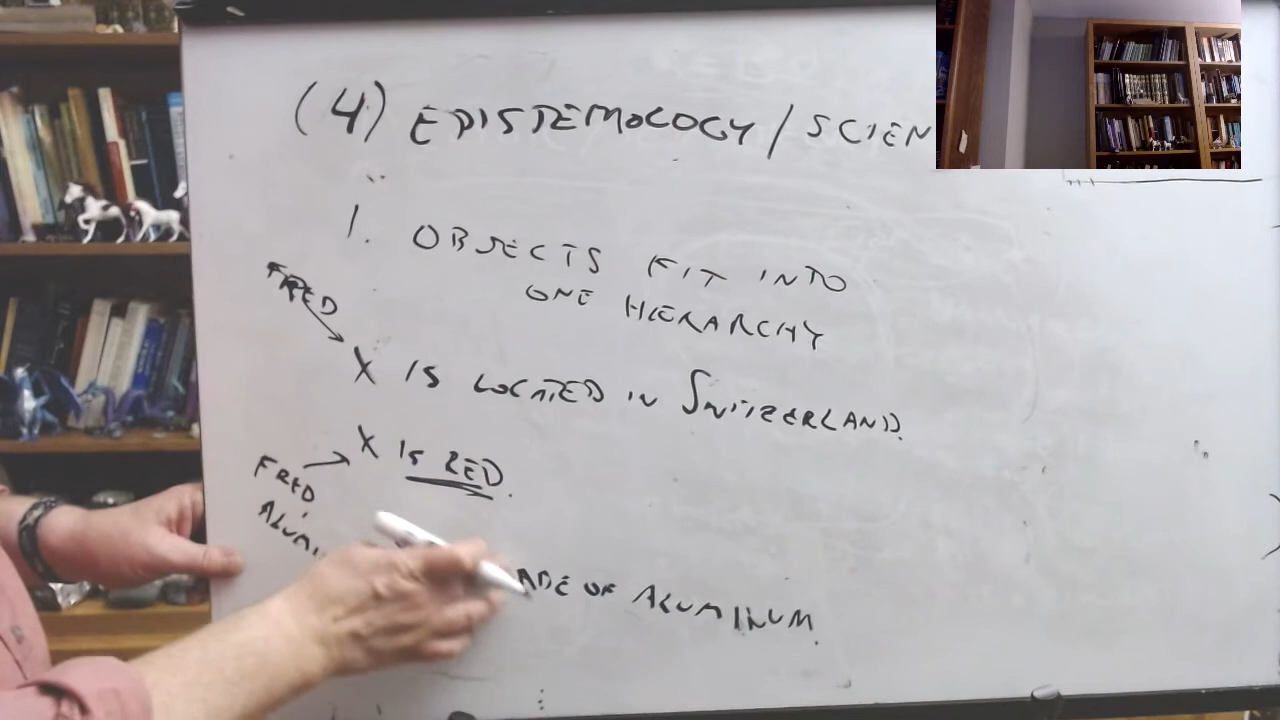 (4) EPISTEMOLOGY / SCIEN
1. OBJECTS FIT INTO
ONE HIERARCHY
FRED
X IS LOCATED IN SWITZERLAND.
X IS RED.
FRED
ALUMI
ADE OF ALUMINUM.